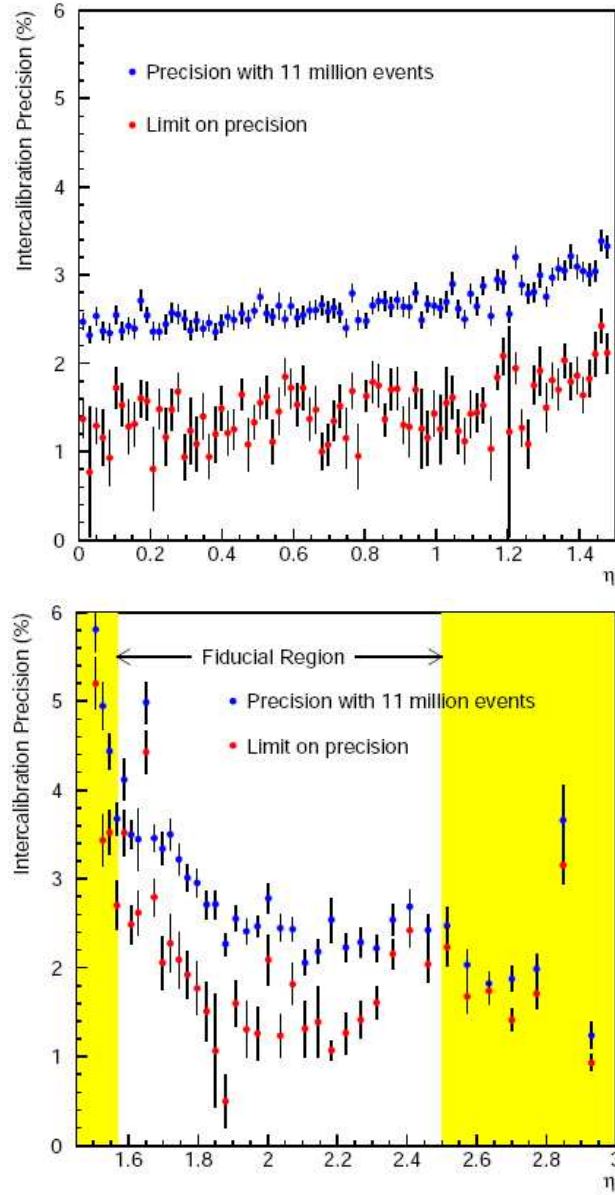 Intercalibration Precision (%)
6
5
4
3
2
1
0
Precision with 11 million events
Limit on precision
0 0.2 0.4 0.6 0.8 1 1.2 1.4
η
Intercalibration Precision (%)
6
5
4
3
2
1
0
Fiducial Region
Precision with 11 million events
Limit on precision
1.6 1.8 2 2.2 2.4 2.6 2.8 3
η